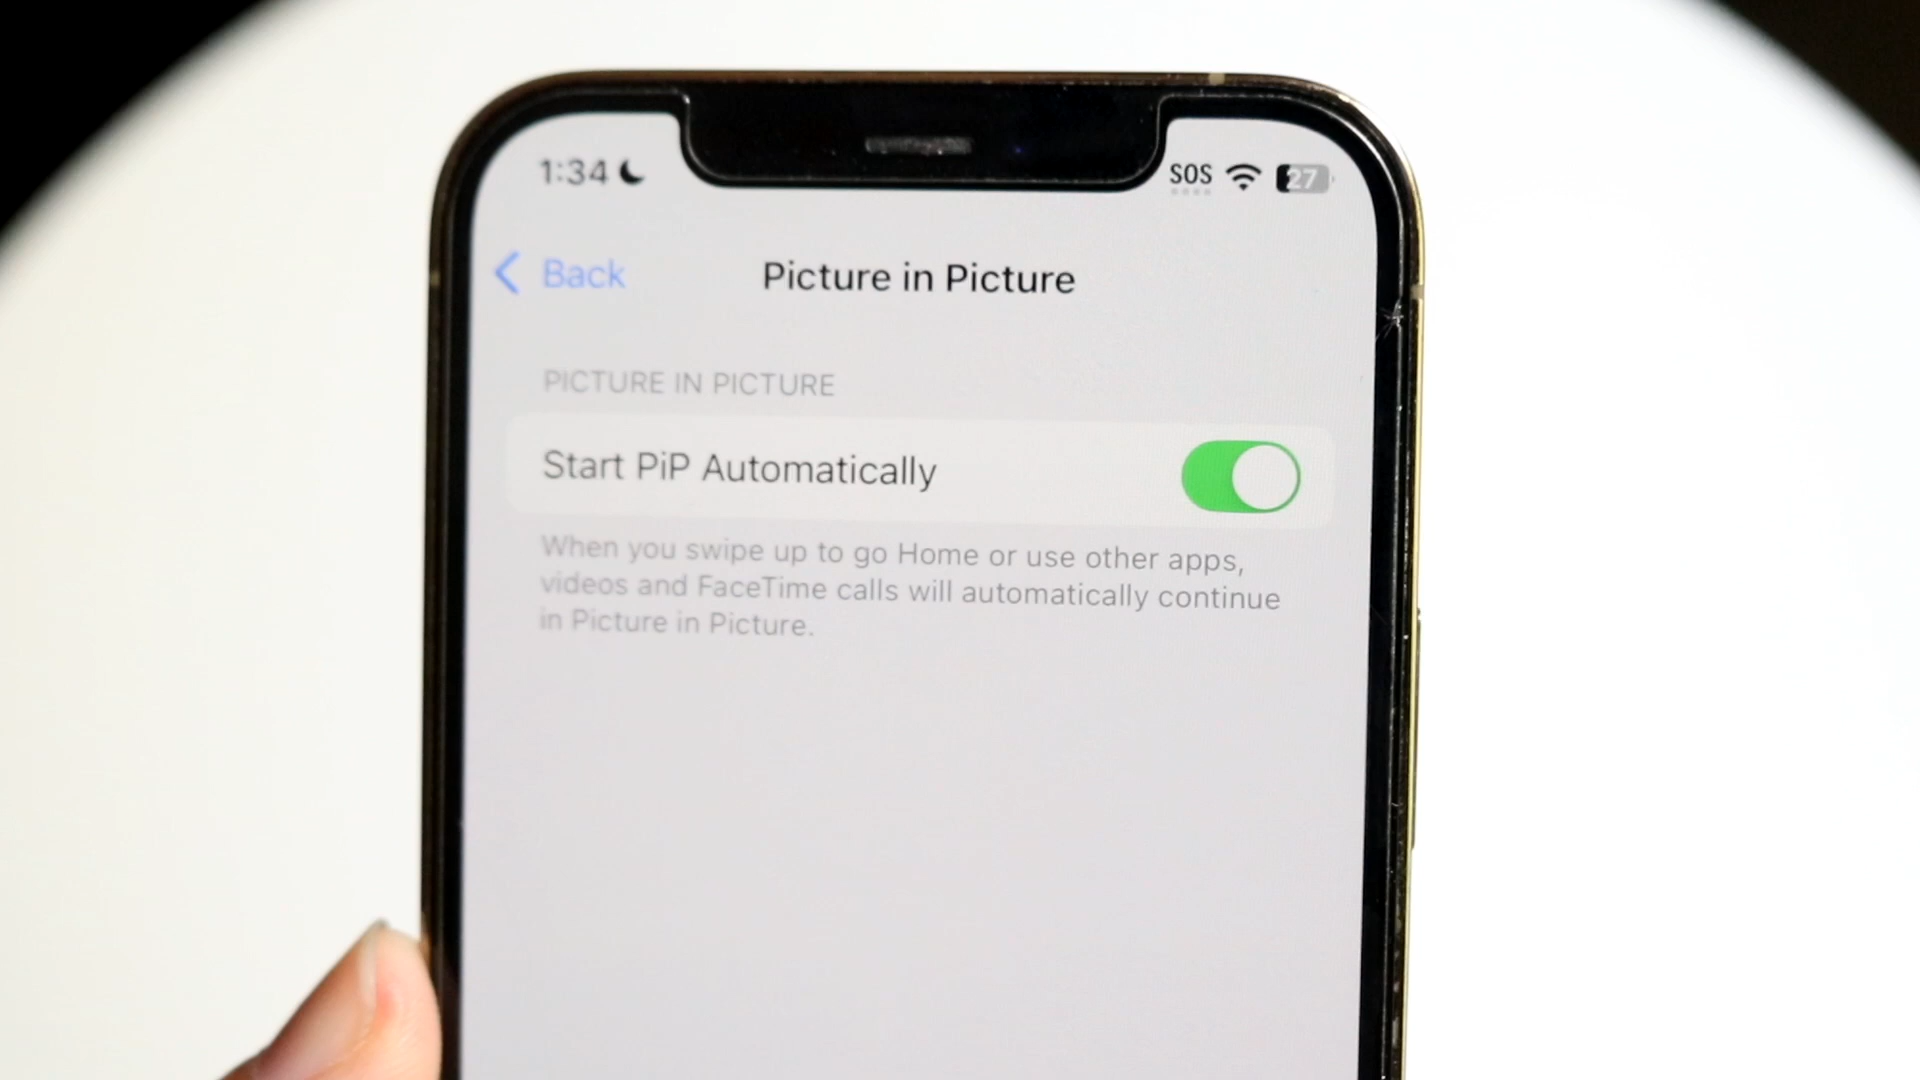 1:34
SOS
27
Back
Picture in Picture
PICTURE IN PICTURE
Start PiP Automatically
When you swipe up to go Home or use other apps,
videos and FaceTime calls will automatically continue
in Picture in Picture.